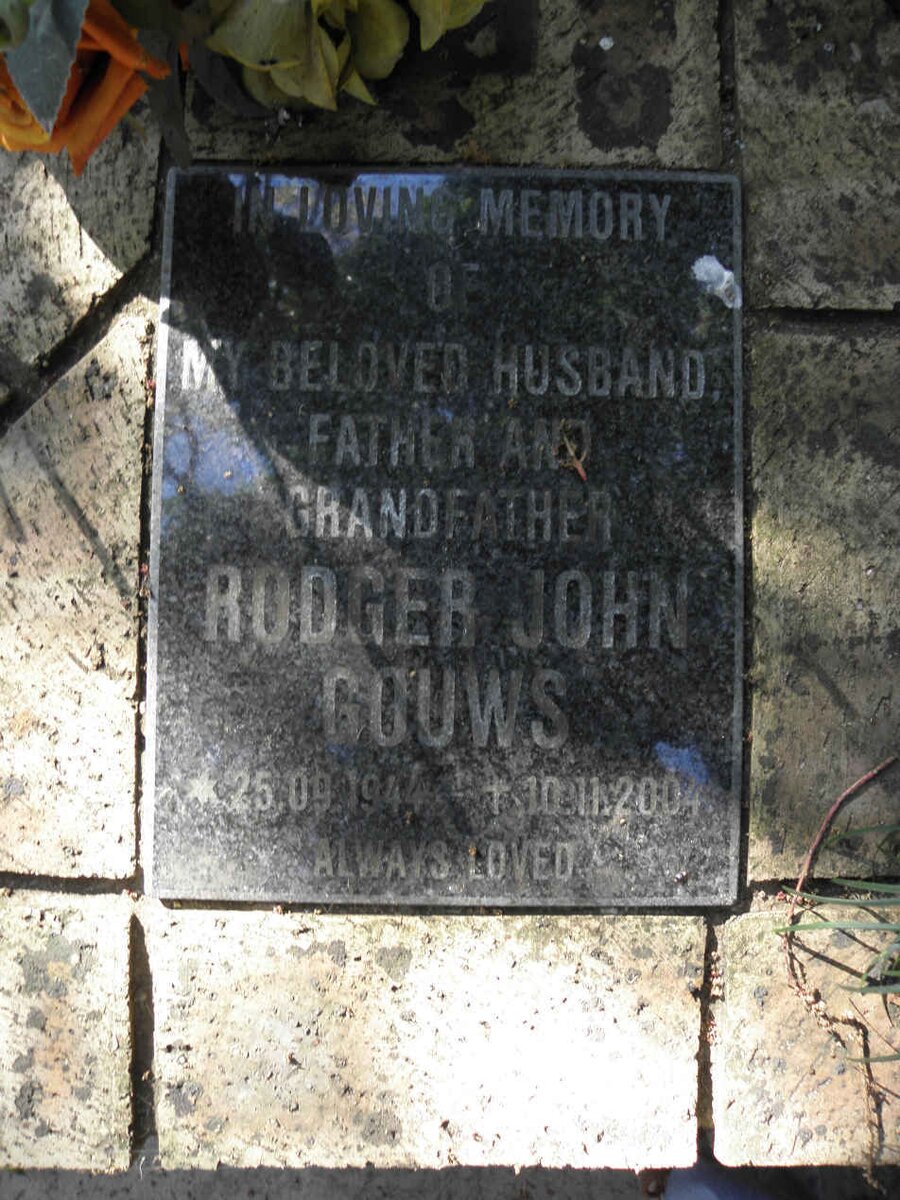 IN LOVING MEMORY
OF
MY BELOVED HUSBAND,
FATHER AND
GRANDFATHER
RUDGER JOHN
GOUWS
* 25.09.1944 † 10.11.2004
ALWAYS LOVED